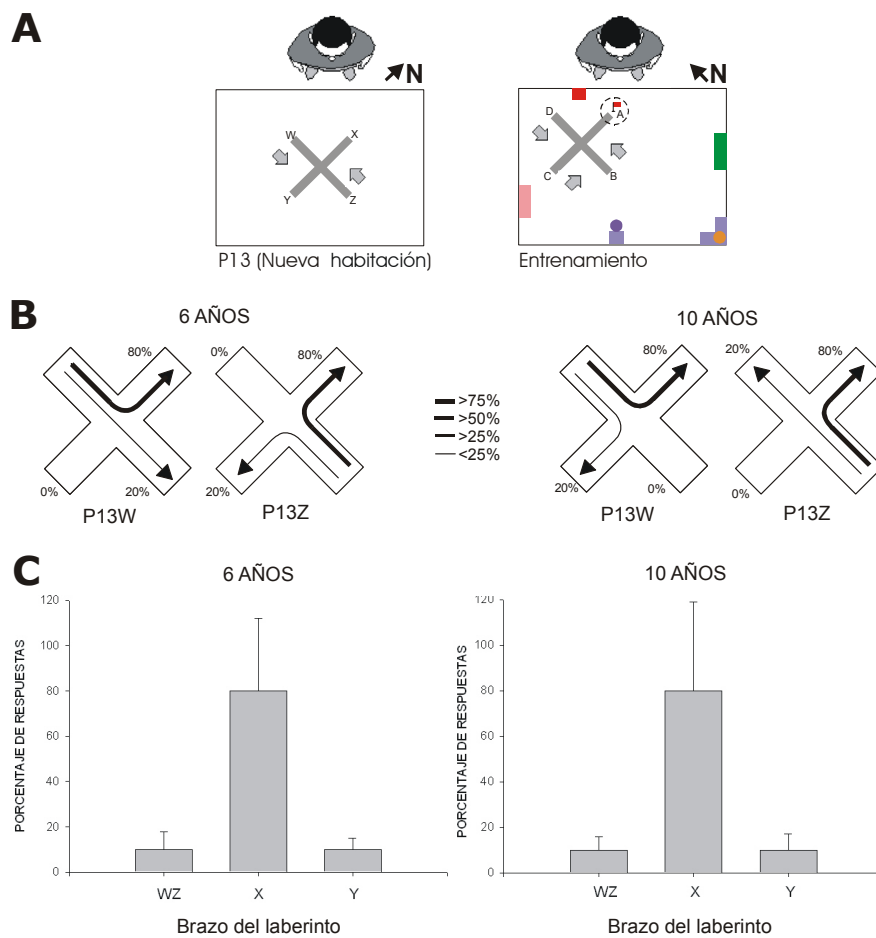 A
N
N
W X
Y Z
D A
C B
P13 (Nueva habitación)
Entrenamiento
B
6 AÑOS
10 AÑOS
80%
0%
20%
P13W
0%
80%
20%
P13Z
>75%
>50%
>25%
<25%
80%
20%
0%
P13W
20%
80%
0%
P13Z
C
6 AÑOS
PORCENTAJE DE RESPUESTAS
120
100
80
60
40
20
0
WZ X Y
Brazo del laberinto
10 AÑOS
PORCENTAJE DE RESPUESTAS
120
100
80
60
40
20
0
WZ X Y
Brazo del laberinto